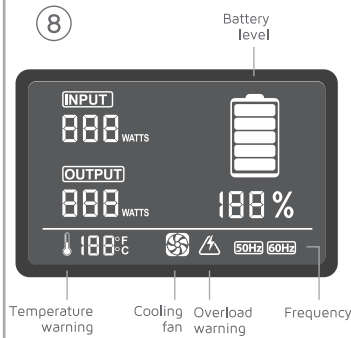 8
Battery
level
INPUT
888 WATTS
OUTPUT
888 WATTS
188 %
188 °F
°C
50Hz 60Hz
Temperature
warning
Cooling
fan
Overload
warning
Frequency